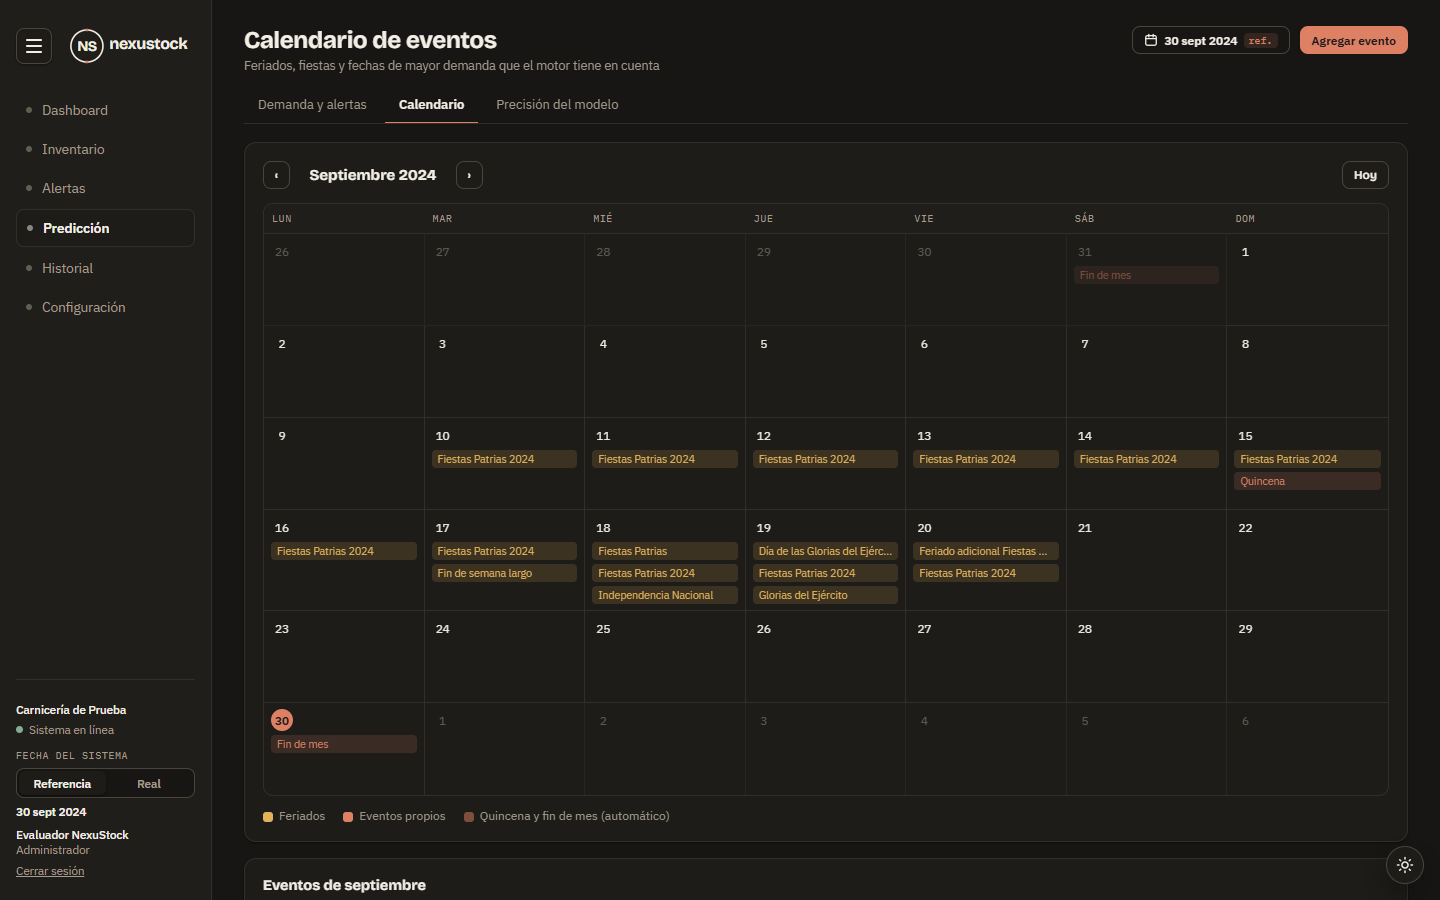 NS nexustock
Dashboard
Inventario
Alertas
Predicción
Historial
Configuración
Carnicería de Prueba
Sistema en línea
FECHA DEL SISTEMA
Referencia Real
30 sept 2024
Evaluador NexuStock
Administrador
Cerrar sesión
Calendario de eventos
Feriados, fiestas y fechas de mayor demanda que el motor tiene en cuenta
30 sept 2024 ref.
Agregar evento
Demanda y alertas Calendario Precisión del modelo
‹ Septiembre 2024 › Hoy
LUN MAR MIÉ JUE VIE SÁB DOM
26 27 28 29 30 31 1
Fin de mes
2 3 4 5 6 7 8
9 10 11 12 13 14 15
Fiestas Patrias 2024 Fiestas Patrias 2024 Fiestas Patrias 2024 Fiestas Patrias 2024 Fiestas Patrias 2024 Fiestas Patrias 2024
Quincena
16 17 18 19 20 21 22
Fiestas Patrias 2024 Fiestas Patrias 2024 Fiestas Patrias Día de las Glorias del Ejérc... Feriado adicional Fiestas ...
Fin de semana largo Fiestas Patrias 2024 Fiestas Patrias 2024 Fiestas Patrias 2024
Independencia Nacional Glorias del Ejército
23 24 25 26 27 28 29
30 1 2 3 4 5 6
Fin de mes
Feriados Eventos propios Quincena y fin de mes (automático)
Eventos de septiembre